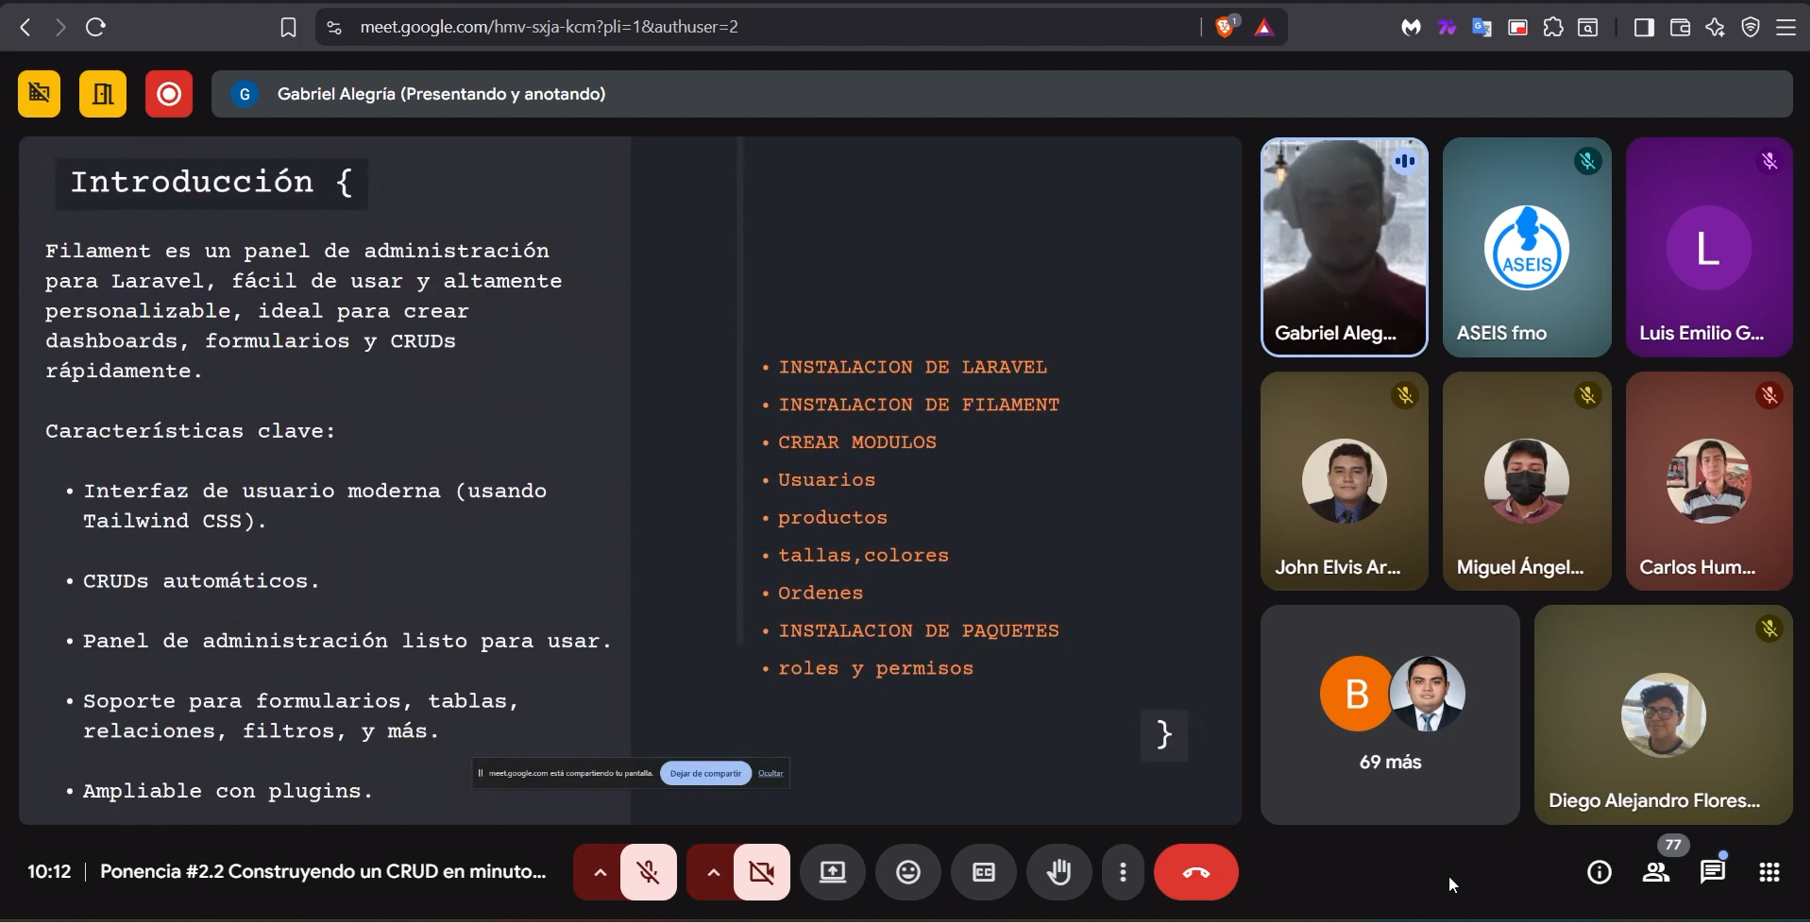 meet.google.com/hmv-sxja-kcm?pli=1&authuser=2
1
G
Gabriel Alegría (Presentando y anotando)
Introducción {
Filament es un panel de administración
para Laravel, fácil de usar y altamente
personalizable, ideal para crear
dashboards, formularios y CRUDs
rápidamente.
Características clave:
• Interfaz de usuario moderna (usando
Tailwind CSS).
• CRUDs automáticos.
• Panel de administración listo para usar.
• Soporte para formularios, tablas,
relaciones, filtros, y más.
• Ampliable con plugins.
• INSTALACION DE LARAVEL
• INSTALACION DE FILAMENT
• CREAR MODULOS
• Usuarios
• productos
• tallas,colores
• Ordenes
• INSTALACION DE PAQUETES
• roles y permisos
}
meet.google.com está compartiendo tu pantalla.
Dejar de compartir
Ocultar
Gabriel Aleg...
ASEIS
ASEIS fmo
L
Luis Emilio G...
John Elvis Ar...
Miguel Ángel...
Carlos Hum...
B
69 más
Diego Alejandro Flores...
10:12
Ponencia #2.2 Construyendo un CRUD en minuto...
77